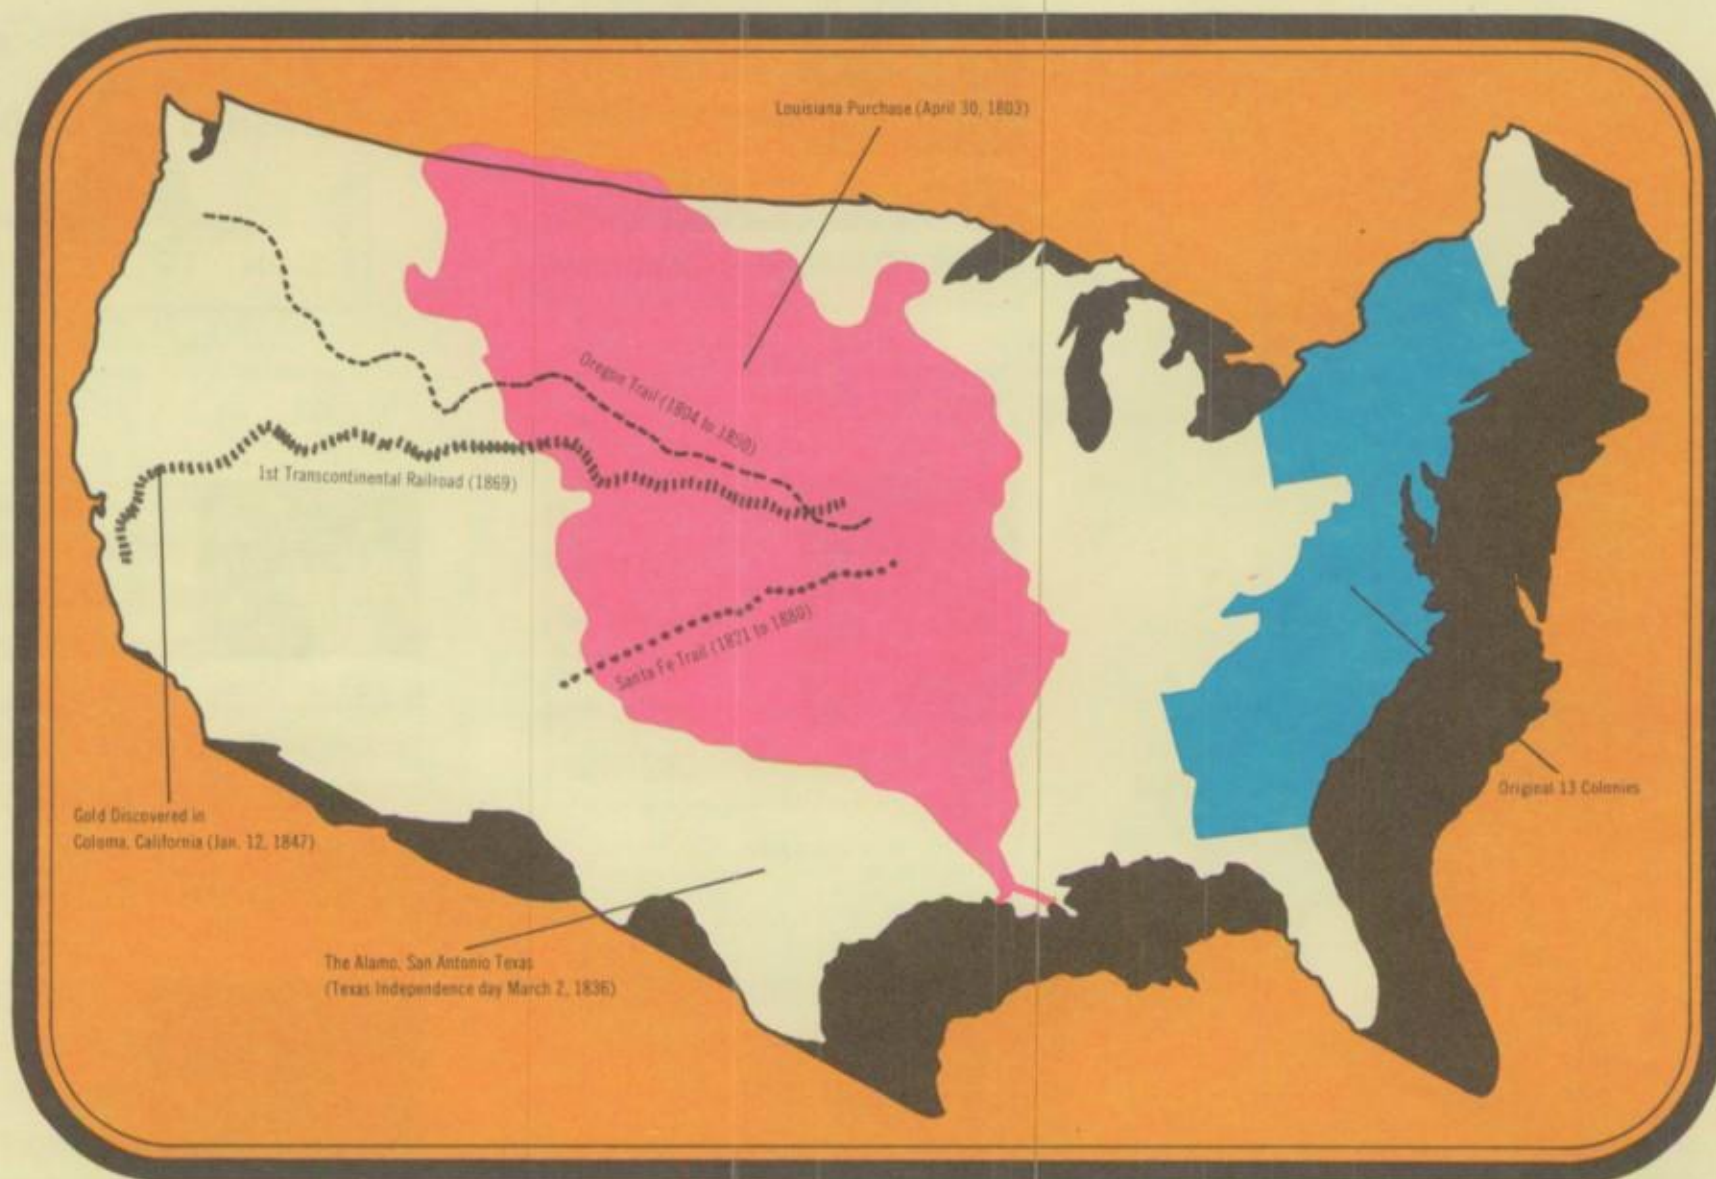 Louisiana Purchase (April 30, 1803)
Oregon Trail (1804 to 1850)
1st Transcontinental Railroad (1869)
Santa Fe Trail (1821 to 1880)
Original 13 Colonies
Gold Discovered in
Coloma, California (Jan. 12, 1847)
The Alamo, San Antonio Texas
(Texas Independence day March 2, 1836)